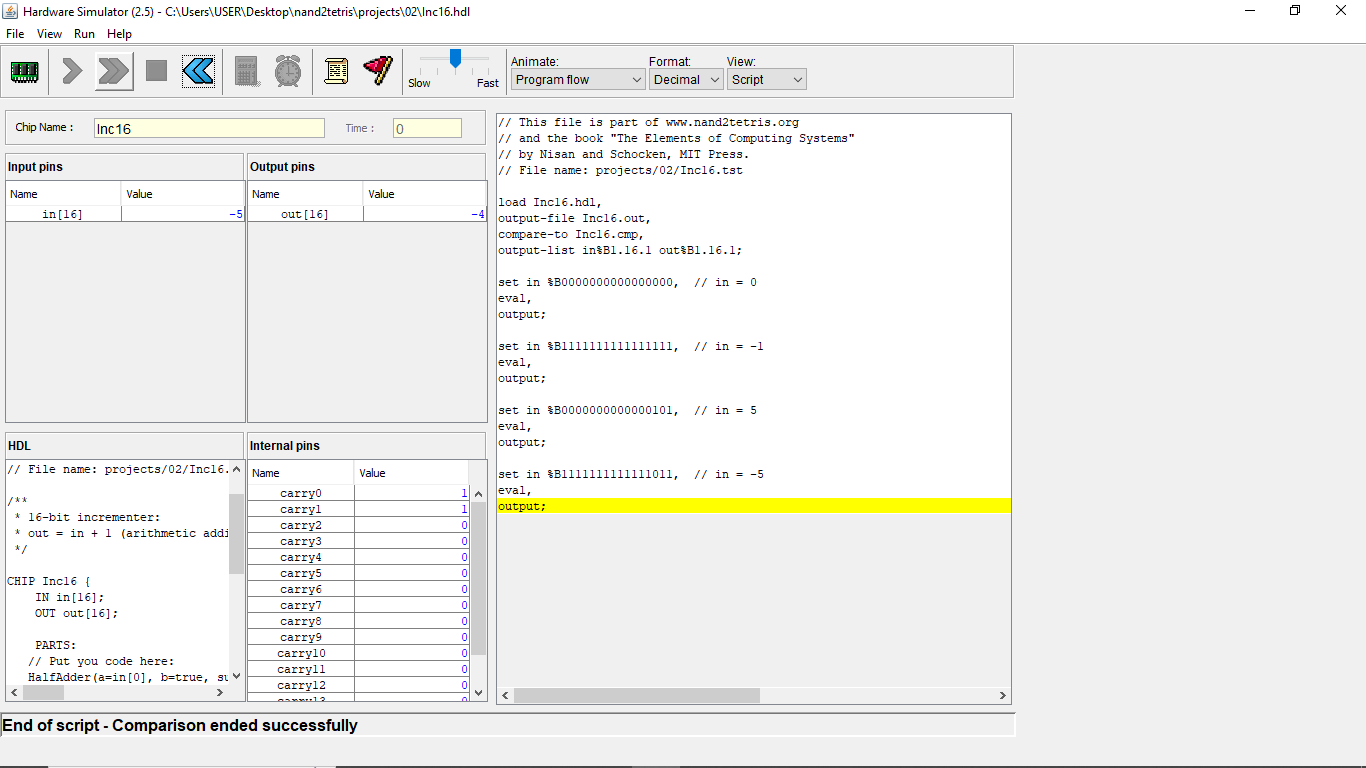 Hardware Simulator (2.5) - C:\Users\USER\Desktop\nand2tetris\projects\02\Inc16.hdl
File View Run Help
Slow Fast
Animate: Format: View:
Program flow Decimal Script
Chip Name : Inc16 Time : 0
Input pins
Name Value
in[16] -5
Output pins
Name Value
out[16] -4
HDL
// File name: projects/02/Inc16.
/**
* 16-bit incrementer:
* out = in + 1 (arithmetic addi
*/
CHIP Inc16 {
IN in[16];
OUT out[16];
PARTS:
// Put you code here:
HalfAdder(a=in[0], b=true, su
Internal pins
Name Value
carry0 1
carry1 1
carry2 0
carry3 0
carry4 0
carry5 0
carry6 0
carry7 0
carry8 0
carry9 0
carry10 0
carry11 0
carry12 0
carry13 0
// This file is part of www.nand2tetris.org
// and the book "The Elements of Computing Systems"
// by Nisan and Schocken, MIT Press.
// File name: projects/02/Inc16.tst
load Inc16.hdl,
output-file Inc16.out,
compare-to Inc16.cmp,
output-list in%B1.16.1 out%B1.16.1;
set in %B0000000000000000,  // in = 0
eval,
output;
set in %B1111111111111111,  // in = -1
eval,
output;
set in %B0000000000000101,  // in = 5
eval,
output;
set in %B1111111111111011,  // in = -5
eval,
output;
End of script - Comparison ended successfully